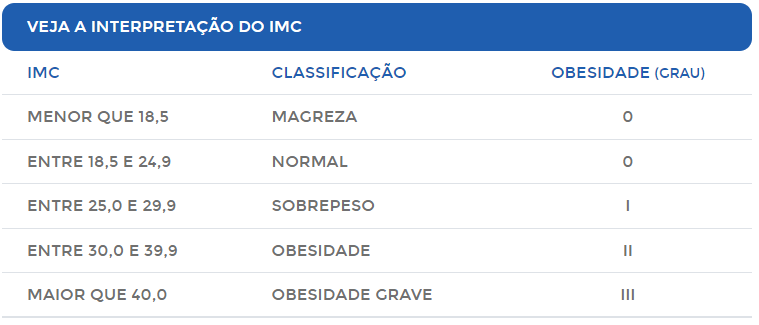 VEJA A INTERPRETAÇÃO DO IMC
IMC CLASSIFICAÇÃO OBESIDADE (GRAU)
MENOR QUE 18,5 MAGREZA 0
ENTRE 18,5 E 24,9 NORMAL 0
ENTRE 25,0 E 29,9 SOBREPESO I
ENTRE 30,0 E 39,9 OBESIDADE II
MAIOR QUE 40,0 OBESIDADE GRAVE III